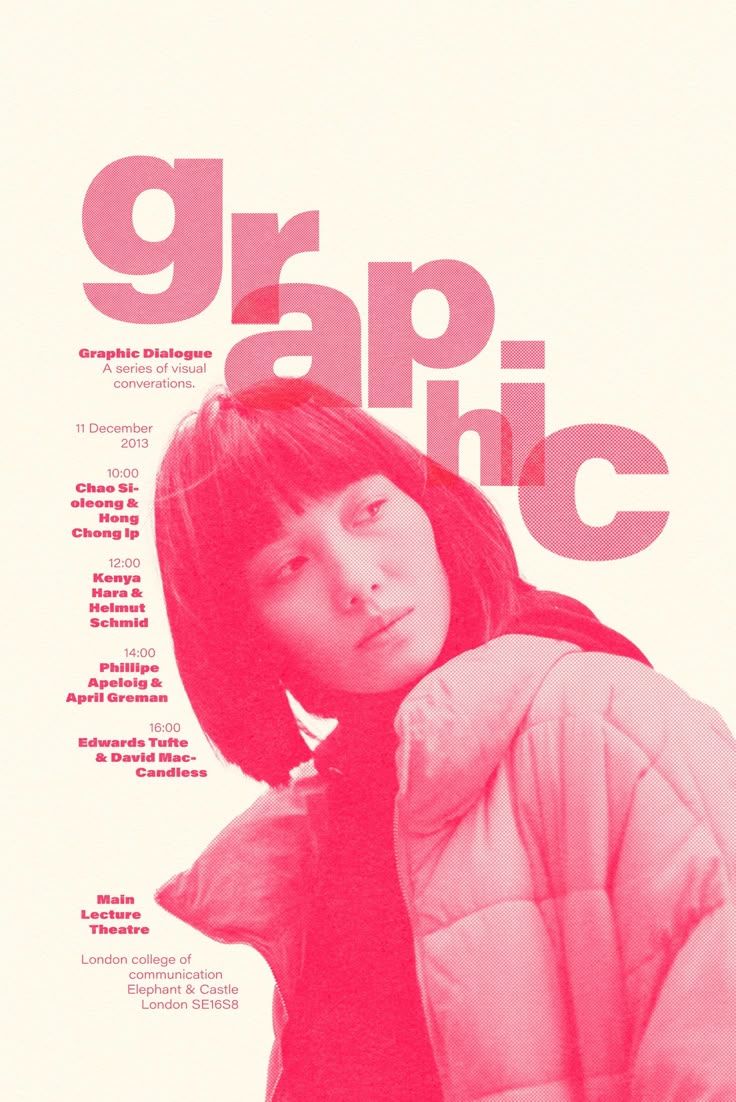 graphic
Graphic Dialogue
A series of visual
converations.
11 December
2013
10:00
Chao Si-
oleong &
Hong
Chong Ip
12:00
Kenya
Hara &
Helmut
Schmid
14:00
Phillipe
Apeloig &
April Greman
16:00
Edwards Tufte
& David Mac-
Candless
Main
Lecture
Theatre
London college of
communication
Elephant & Castle
London SE16S8